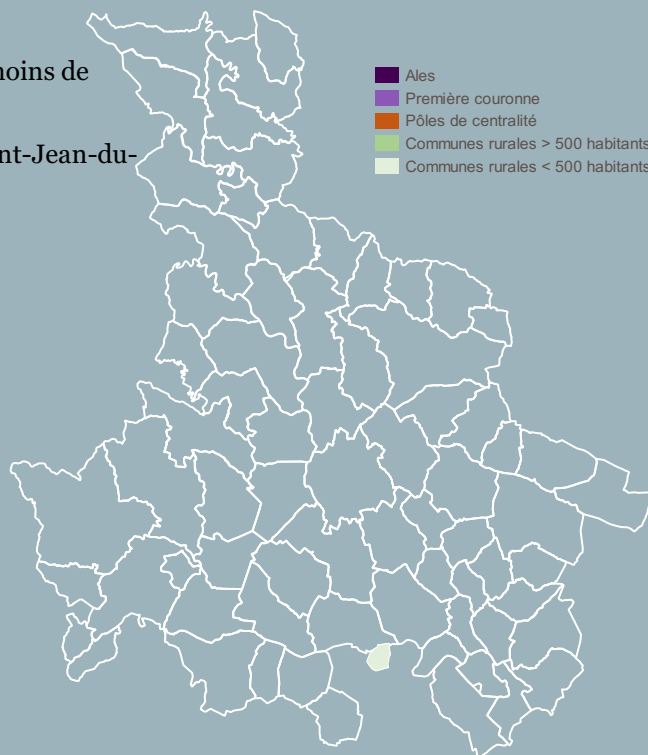 moins de
nt-Jean-du-
Ales
Première couronne
Pôles de centralité
Communes rurales > 500 habitants
Communes rurales < 500 habitants